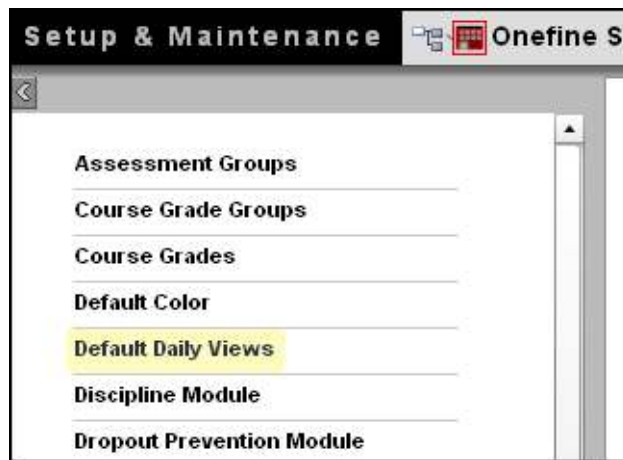 Setup & Maintenance Onefine S
Assessment Groups
Course Grade Groups
Course Grades
Default Color
Default Daily Views
Discipline Module
Dropout Prevention Module